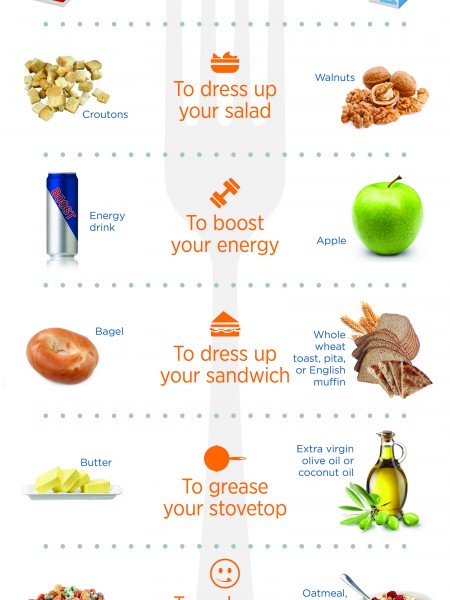 To dress up
your salad
Croutons
Walnuts
BOOST
Energy
drink
To boost
your energy
Apple
Bagel
To dress up
your sandwich
Whole
wheat
toast, pita,
or English
muffin
Butter
To grease
your stovetop
Extra virgin
olive oil or
coconut oil
Oatmeal,